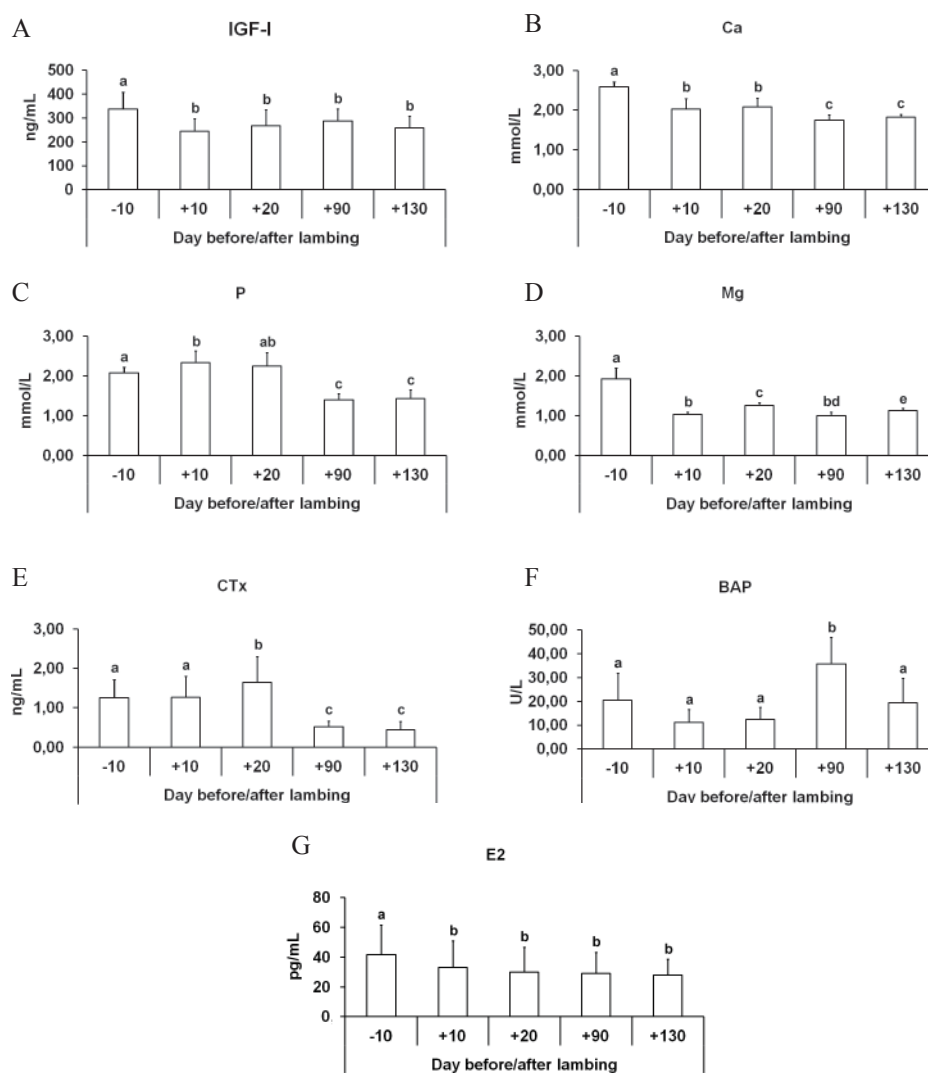 A
IGF-I
500
400
300
200
100
0
ng/mL
a
b
b
b
b
-10
+10
+20
+90
+130
Day before/after lambing
B
Ca
3,00
2,00
1,00
0,00
mmol/L
a
b
b
c
c
-10
+10
+20
+90
+130
Day before/after lambing
C
P
3,00
2,00
1,00
0,00
mmol/L
a
b
ab
c
c
-10
+10
+20
+90
+130
Day before/after lambing
D
Mg
3,00
2,00
1,00
0,00
mmol/L
a
b
c
bd
e
-10
+10
+20
+90
+130
Day before/after lambing
E
CTx
3,00
2,00
1,00
0,00
ng/mL
a
a
b
c
c
-10
+10
+20
+90
+130
Day before/after lambing
F
BAP
50,00
40,00
30,00
20,00
10,00
0,00
U/L
a
a
a
b
a
-10
+10
+20
+90
+130
Day before/after lambing
G
E2
80
60
40
20
0
pg/mL
a
b
b
b
b
-10
+10
+20
+90
+130
Day before/after lambing